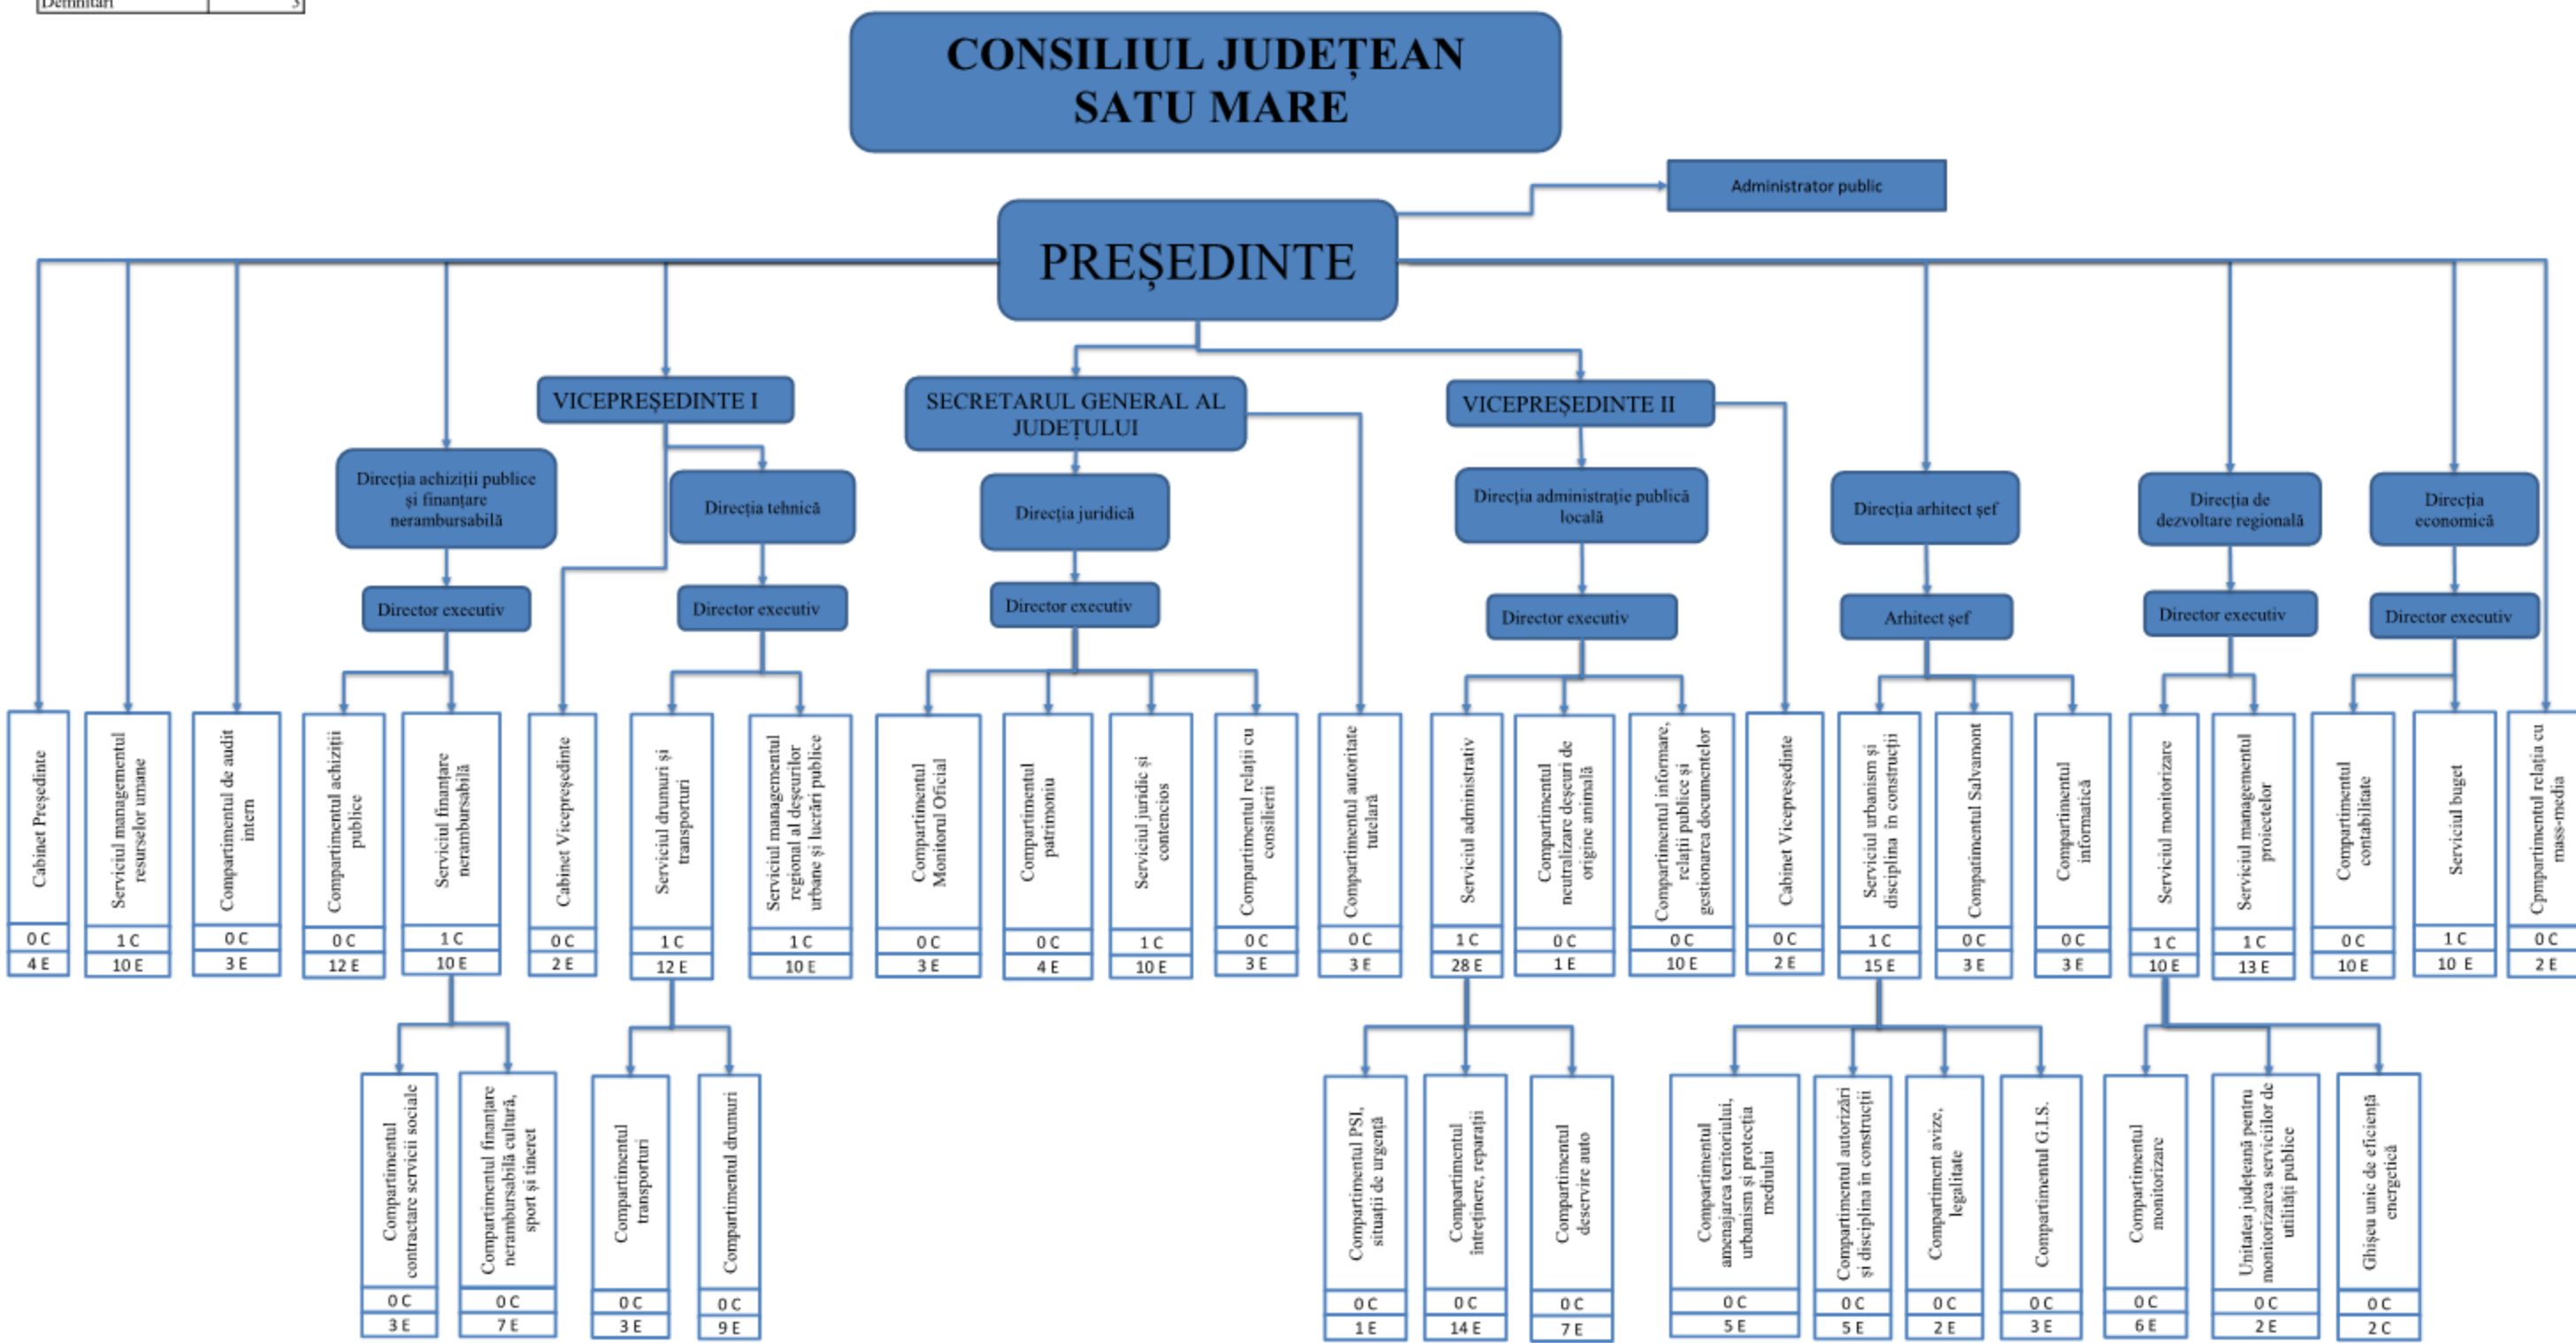 Demnitari 3
CONSILIUL JUDEȚEAN
SATU MARE
Administrator public
PREȘEDINTE
VICEPREȘEDINTE I
SECRETARUL GENERAL AL
JUDEȚULUI
VICEPREȘEDINTE II
Direcția achiziții publice
și finanțare
nerambursabilă
Direcția tehnică
Direcția juridică
Direcția administrație publică
locală
Direcția arhitect șef
Direcția de
dezvoltare regională
Direcția
economică
Director executiv
Director executiv
Director executiv
Director executiv
Arhitect șef
Director executiv
Director executiv
Cabinet Președinte
0 C
4 E
Serviciul managementul
resurselor umane
1 C
10 E
Compartimentul de audit
intern
0 C
3 E
Compartimentul achiziții
publice
0 C
12 E
Serviciul finanțare
nerambursabilă
1 C
10 E
Cabinet Vicepreședinte
0 C
2 E
Serviciul drumuri și
transporturi
1 C
12 E
Serviciul managementul
regional al deșeurilor
urbane și lucrări publice
1 C
10 E
Compartimentul
Monitorul Oficial
0 C
3 E
Compartimentul
patrimoniu
0 C
4 E
Serviciul juridic și
contencios
1 C
10 E
Compartimentul relații cu
consilierii
0 C
3 E
Compartimentul autoritate
tutelară
0 C
3 E
Serviciul administrativ
1 C
28 E
Compartimentul
neutralizare deșeuri de
origine animală
0 C
1 E
Compartimentul informare,
relații publice și
gestionarea documentelor
0 C
10 E
Cabinet Vicepreședinte
0 C
2 E
Serviciul urbanism și
disciplina în construcții
1 C
15 E
Compatimentul Salvamont
0 C
3 E
Compartimentul
informatică
0 C
3 E
Serviciul monitorizare
1 C
10 E
Serviciul managementul
proiectelor
1 C
13 E
Compartimentul
contabilitate
0 C
10 E
Serviciul buget
1 C
10 E
Cpmpartimentul relația cu
mass-media
0 C
2 E
Compartimentul
contractare servicii sociale
0 C
3 E
Compartimentul finanțare
nerambursabilă cultură,
sport și tineret
0 C
7 E
Compartimentul
transporturi
0 C
3 E
Compartimentul drumuri
0 C
9 E
Compartimentul PSI,
situații de urgență
0 C
1 E
Compartimentul
întreținere, reparații
0 C
14 E
Compartimentul
deservire auto
0 C
7 E
Compartimentul
amenajarea teritoriului,
urbanism și protecția
mediului
0 C
5 E
Compartimentul autorizări
și disciplina în construcții
0 C
5 E
Compartiment avize,
legalitate
0 C
2 E
Compartimentul G.I.S.
0 C
3 E
Compartimentul
monitorizare
0 C
6 E
Unitatea județeană pentru
monitorizarea serviciilor de
utilități publice
0 C
2 E
Ghișeu unic de eficiență
energetică
0 C
2 C